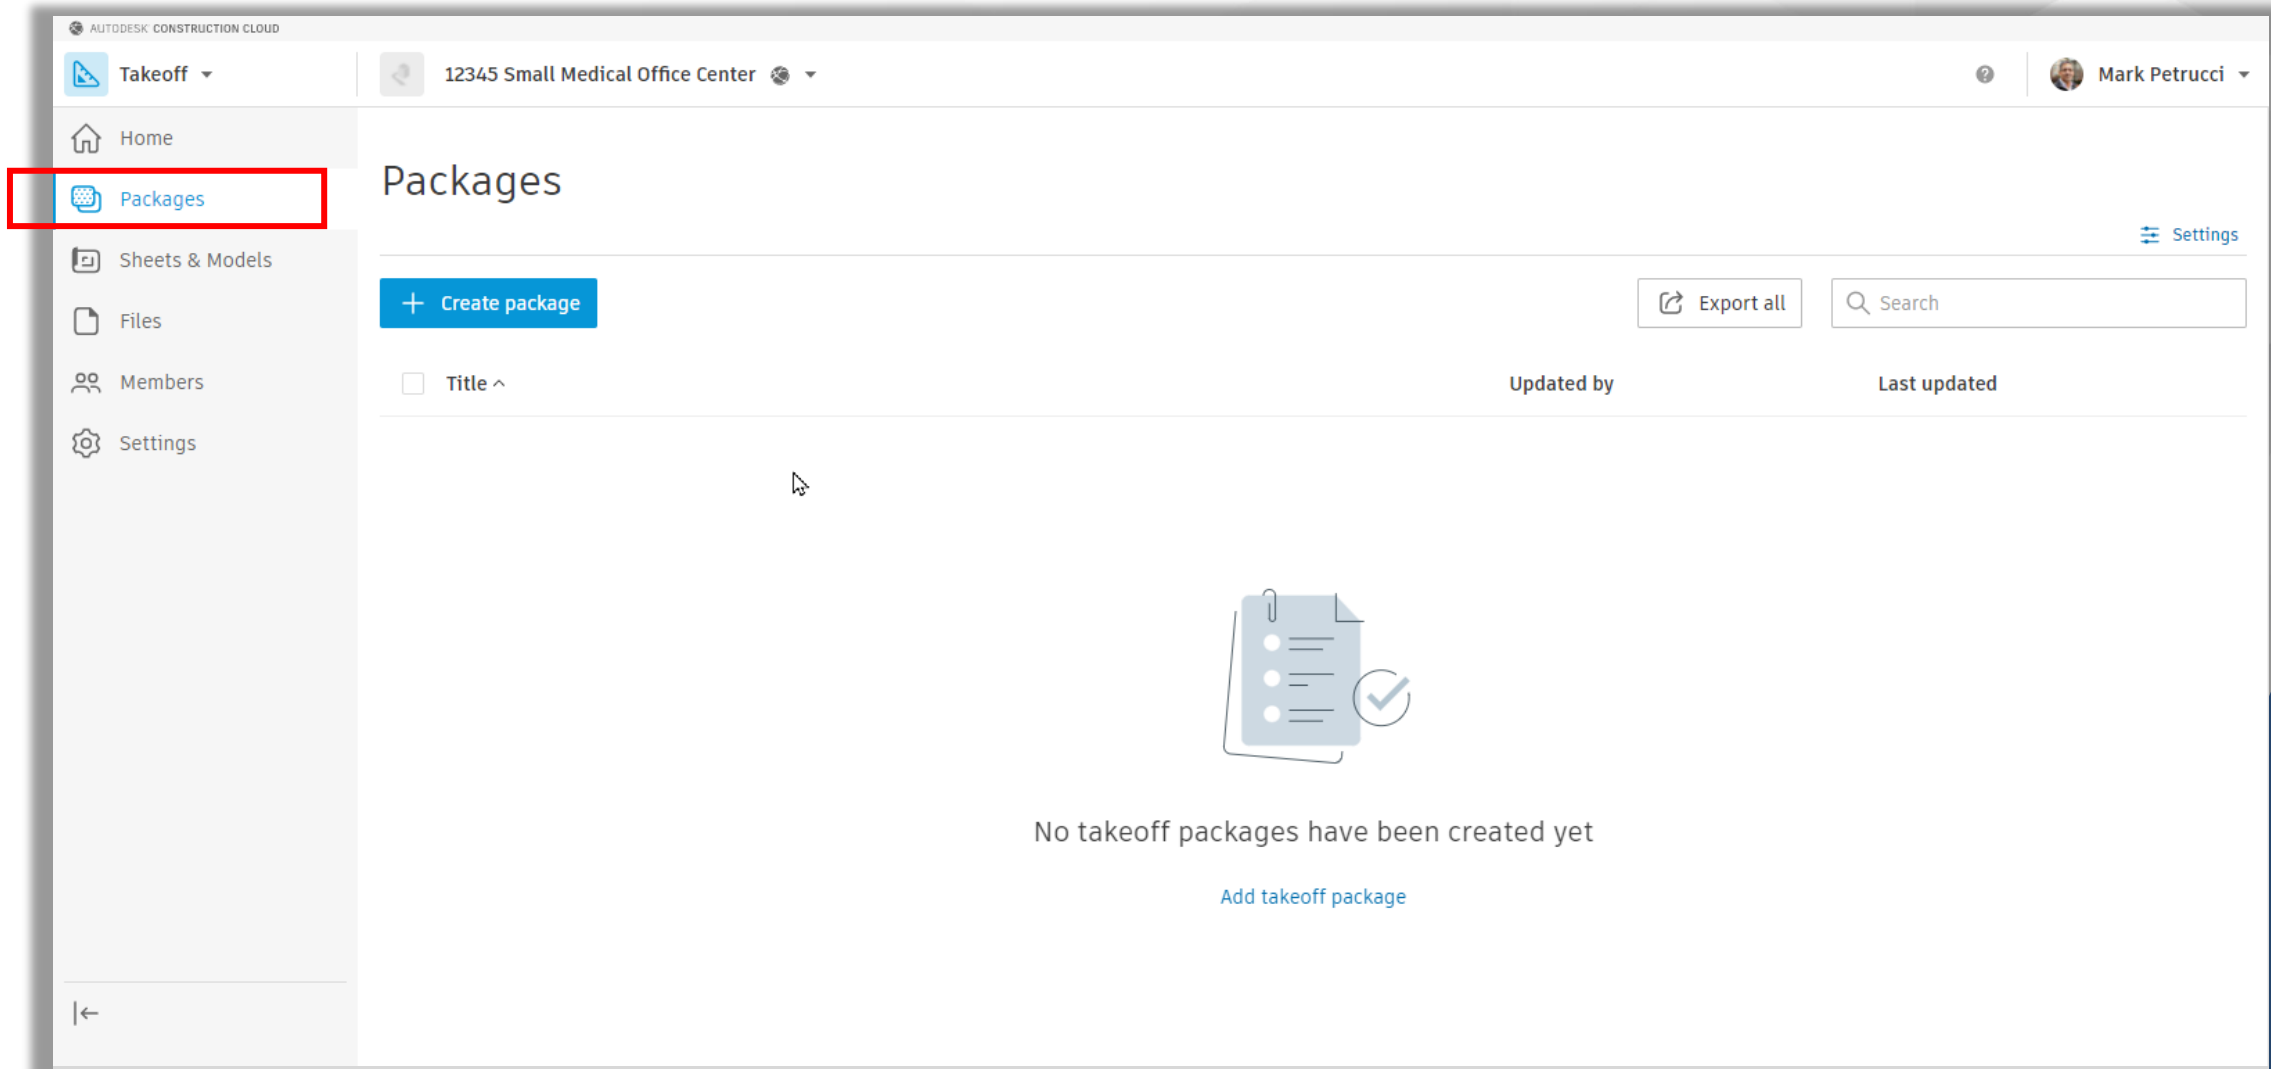 AUTODESK CONSTRUCTION CLOUD
Takeoff
12345 Small Medical Office Center
Mark Petrucci
Home
Packages
Sheets & Models
Files
Members
Settings
Packages
Settings
Create package
Export all
Search
Title
Updated by
Last updated
No takeoff packages have been created yet
Add takeoff package